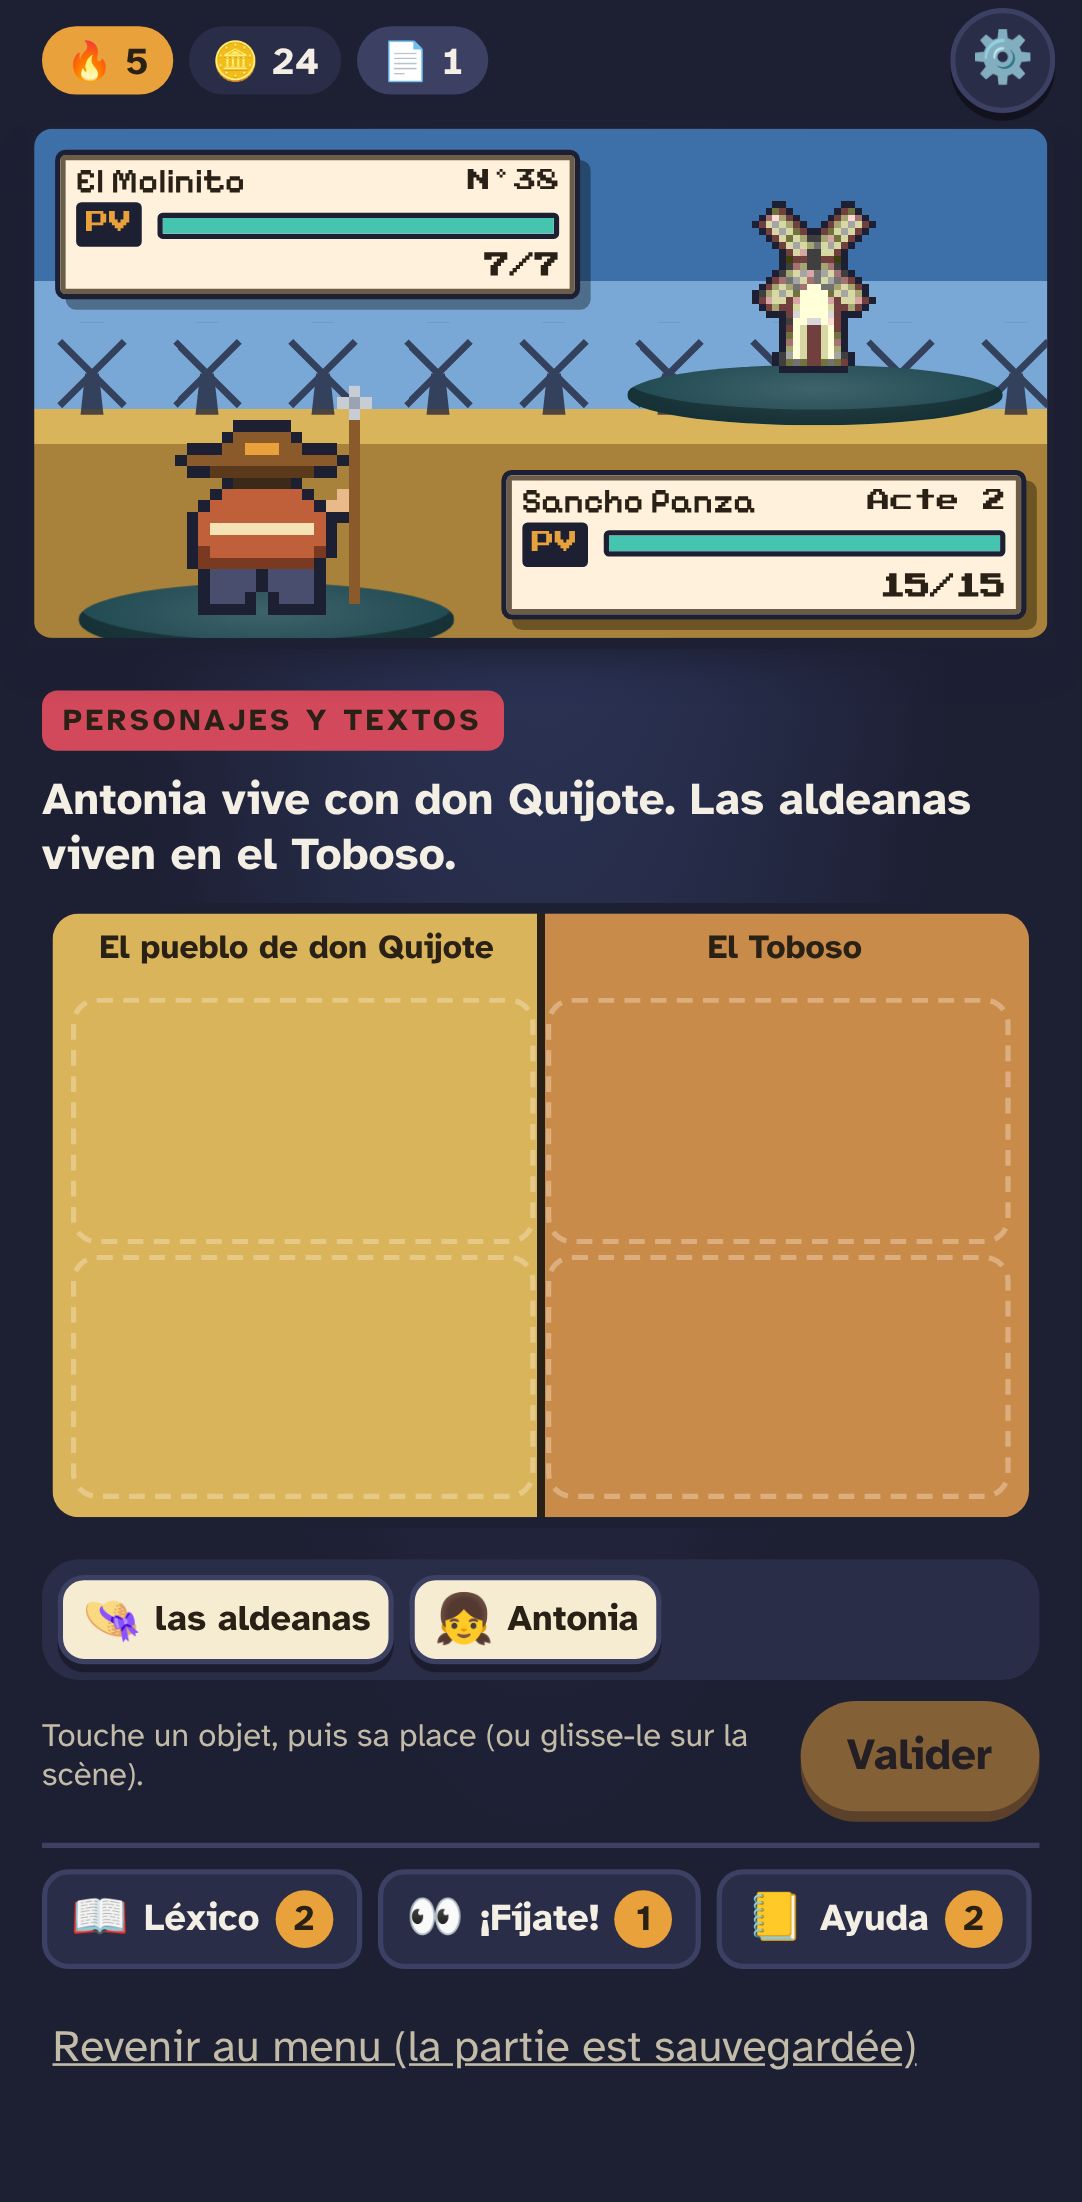 5 24 1
El Molinito N°38
PV
7/7
Sancho Panza Acte 2
PV
15/15
PERSONAJES Y TEXTOS
Antonia vive con don Quijote. Las aldeanas
viven en el Toboso.
El pueblo de don Quijote El Toboso
las aldeanas Antonia
Touche un objet, puis sa place (ou glisse-le sur la
scène).
Valider
Léxico 2 ¡Fíjate! 1 Ayuda 2
Revenir au menu (la partie est sauvegardée)